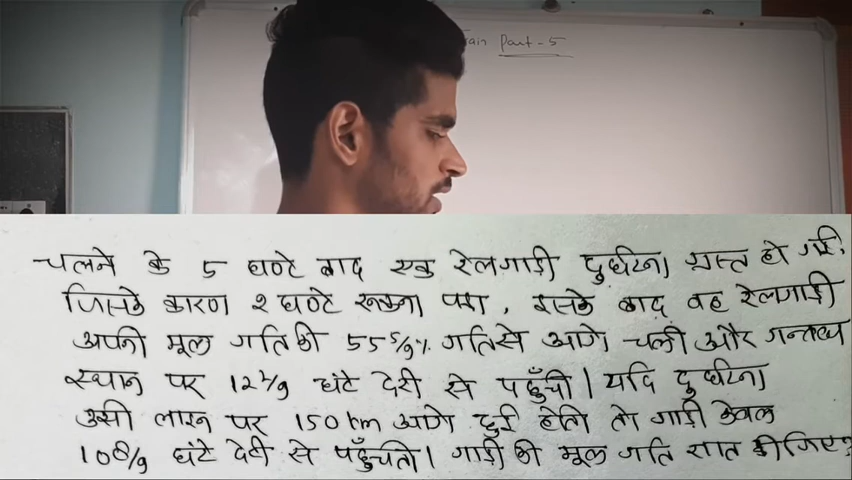 rain Part-5
चलने के 5 घण्टे बाद एक रेलगाड़ी दुर्घटना ग्रस्त हो गई।
जिसके कारण २ घण्टे रूकना पड़ा, इसके बाद वह रेलगाड़ी
अपनी मूल गति की 55 5/9 % गति से आगे चली और गन्तव्य
स्थान पर 12 2/9 घंटे देरी से पहुँची। यदि दुर्घटना
उसी लाइन पर 150 km आगे हुई होती तो गाड़ी केवल
10 8/9 घंटे देरी से पहुँचती। गाड़ी की मूल गति ज्ञात कीजिए?